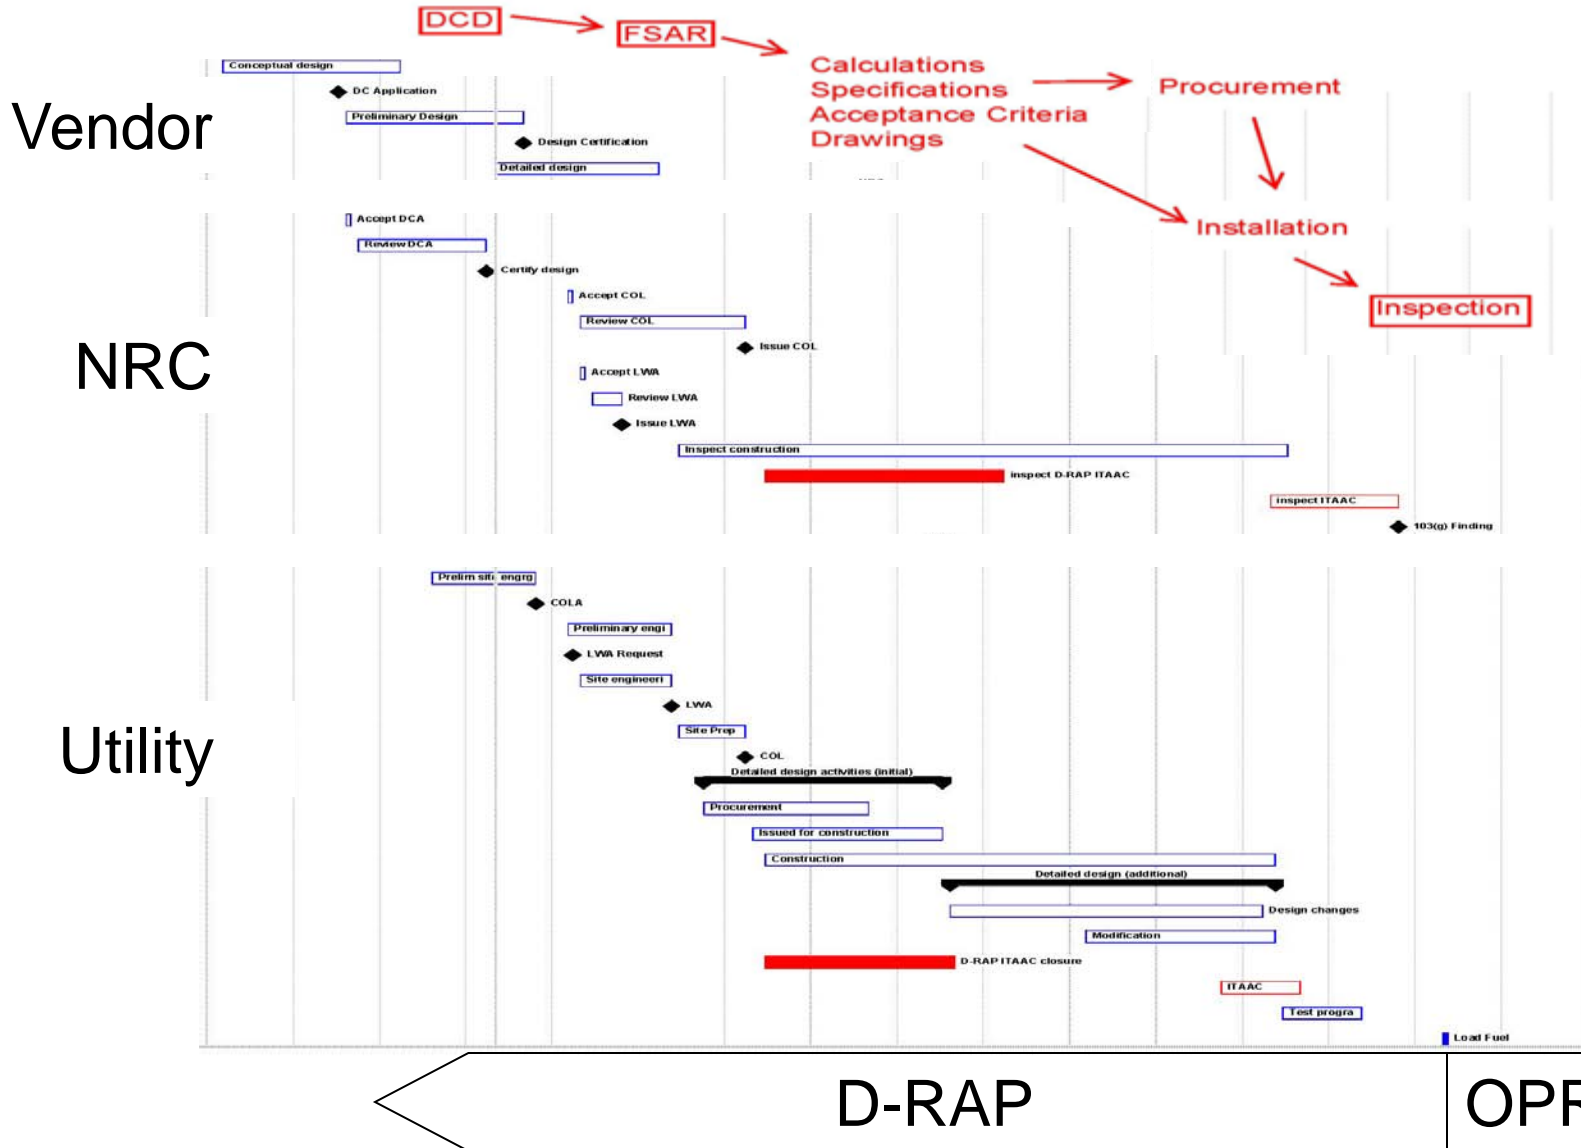 DCD
FSAR
Conceptual design
Calculations
Specifications
Acceptance Criteria
Drawings
Procurement
DC Application
Vendor
Preliminary Design
Design Certification
Detailed design
Accept DCA
Installation
Review DCA
Certify design
Accept COL
Inspection
Review COL
NRC
Issue COL
Accept LWA
Review LWA
Issue LWA
Inspect construction
inspect D-RAP ITAAC
inspect ITAAC
103(g) Finding
Prelim site engrg
COLA
Preliminary engi
LWA Request
Site engineeri
LWA
Site Prep
Utility
COL
Detailed design activities (initial)
Procurement
Issued for construction
Construction
Detailed design (additional)
Design changes
Modification
D-RAP ITAAC closure
ITAAC
Test progra
Load Fuel
D-RAP
OPR